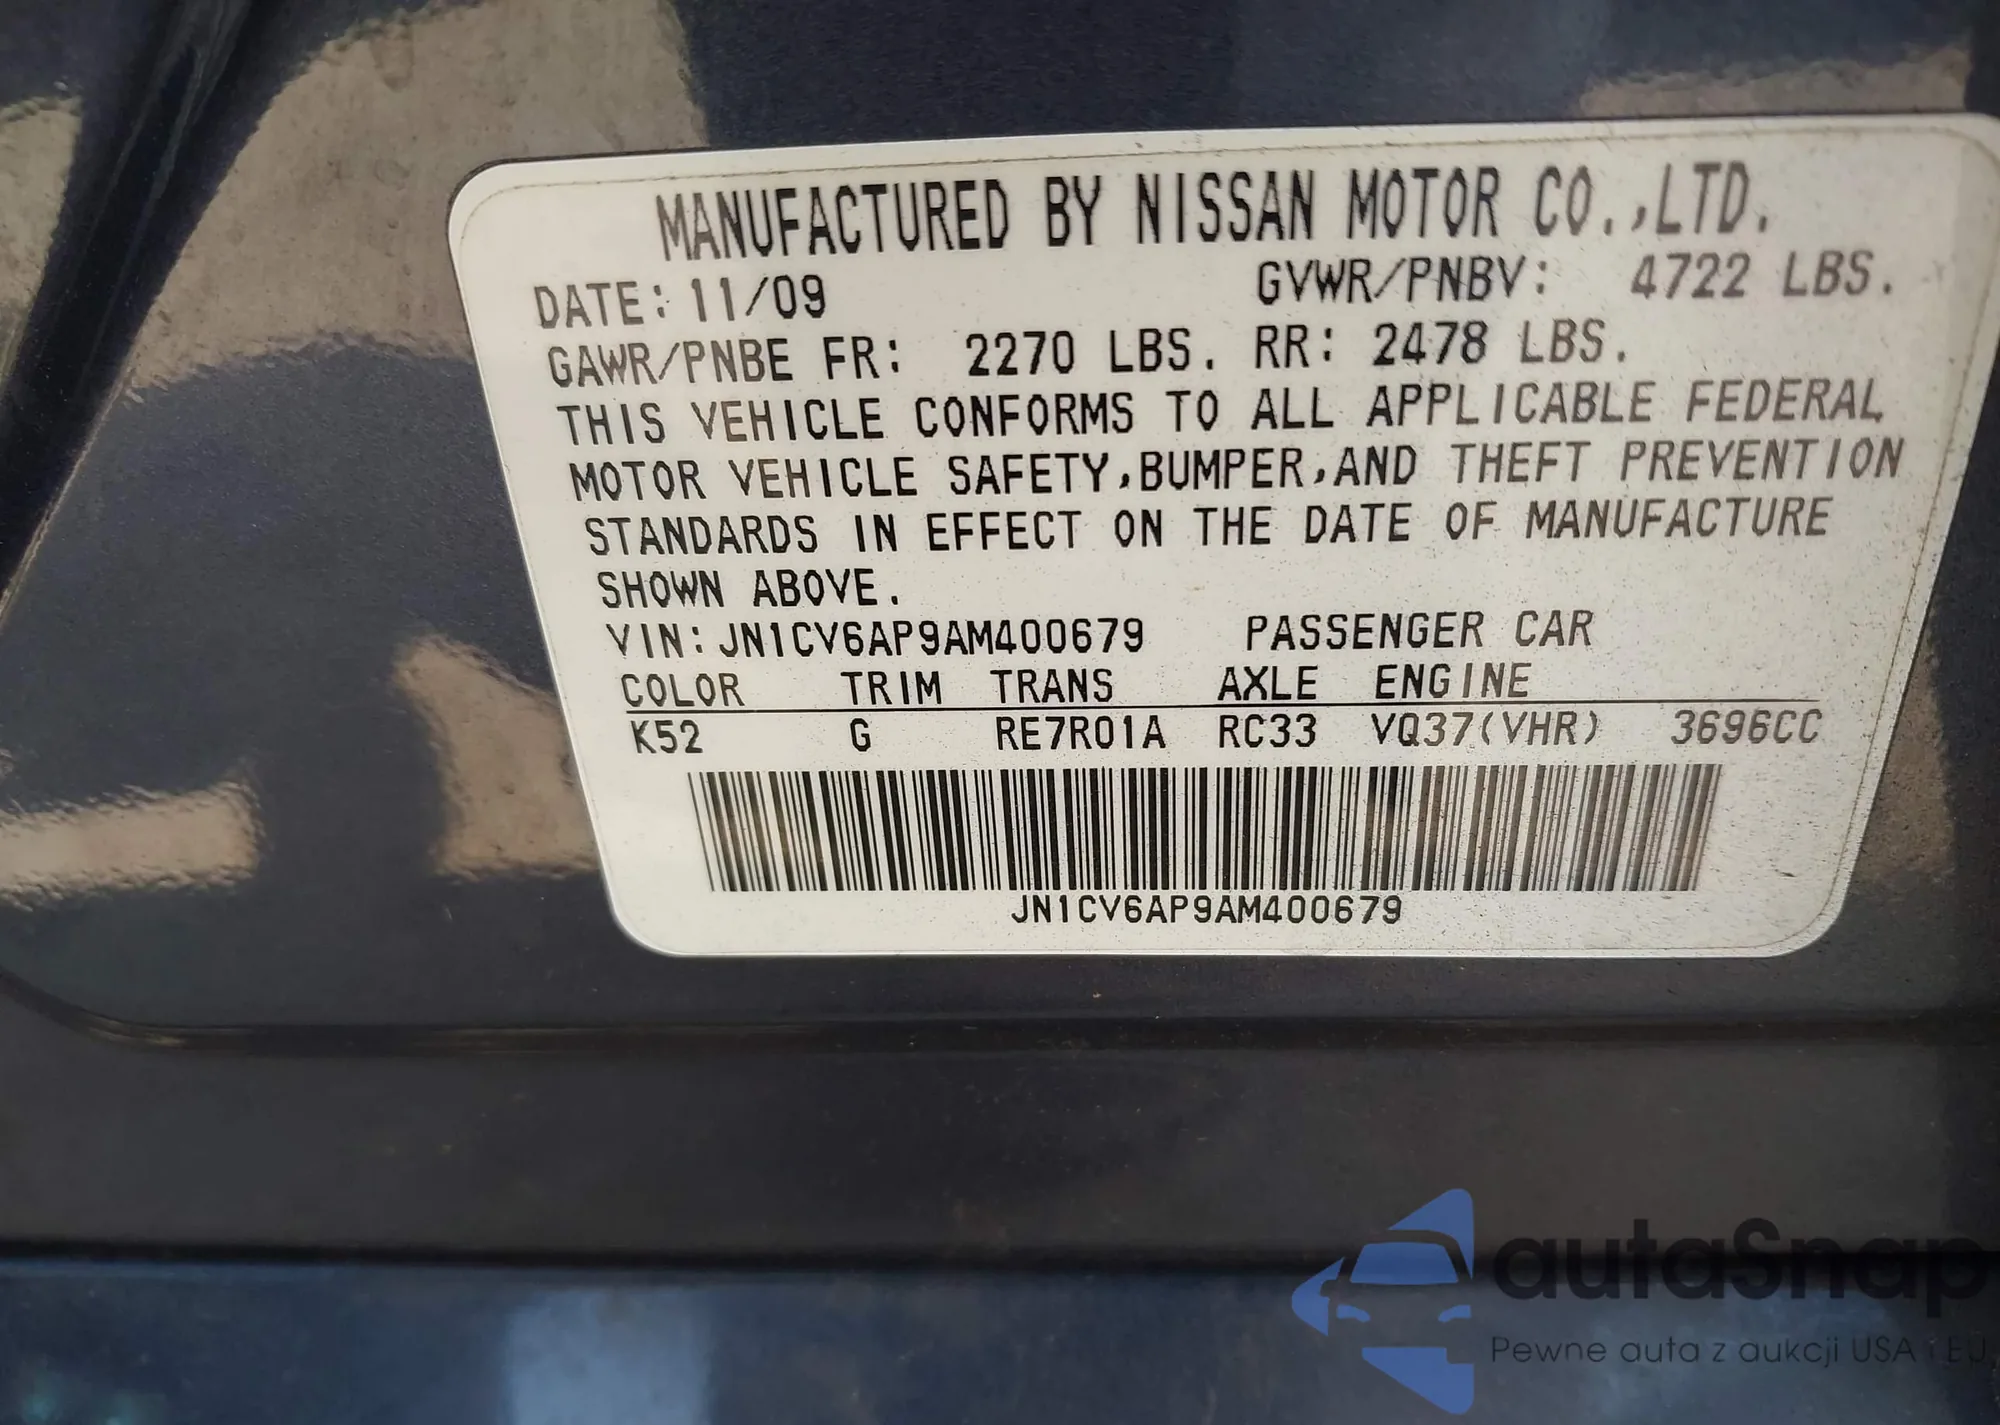 MANUFACTURED BY NISSAN MOTOR CO.,LTD.
DATE: 11/09 GVWR/PNBV: 4722 LBS.
GAWR/PNBE FR: 2270 LBS. RR: 2478 LBS.
THIS VEHICLE CONFORMS TO ALL APPLICABLE FEDERAL
MOTOR VEHICLE SAFETY,BUMPER,AND THEFT PREVENTION
STANDARDS IN EFFECT ON THE DATE OF MANUFACTURE
SHOWN ABOVE.
VIN:JN1CV6AP9AM400679 PASSENGER CAR
COLOR TRIM TRANS AXLE ENGINE
K52 G RE7R01A RC33 VQ37(VHR) 3696CC
JN1CV6AP9AM400679
autaSnap
Pewne auta z aukcji USA i EU